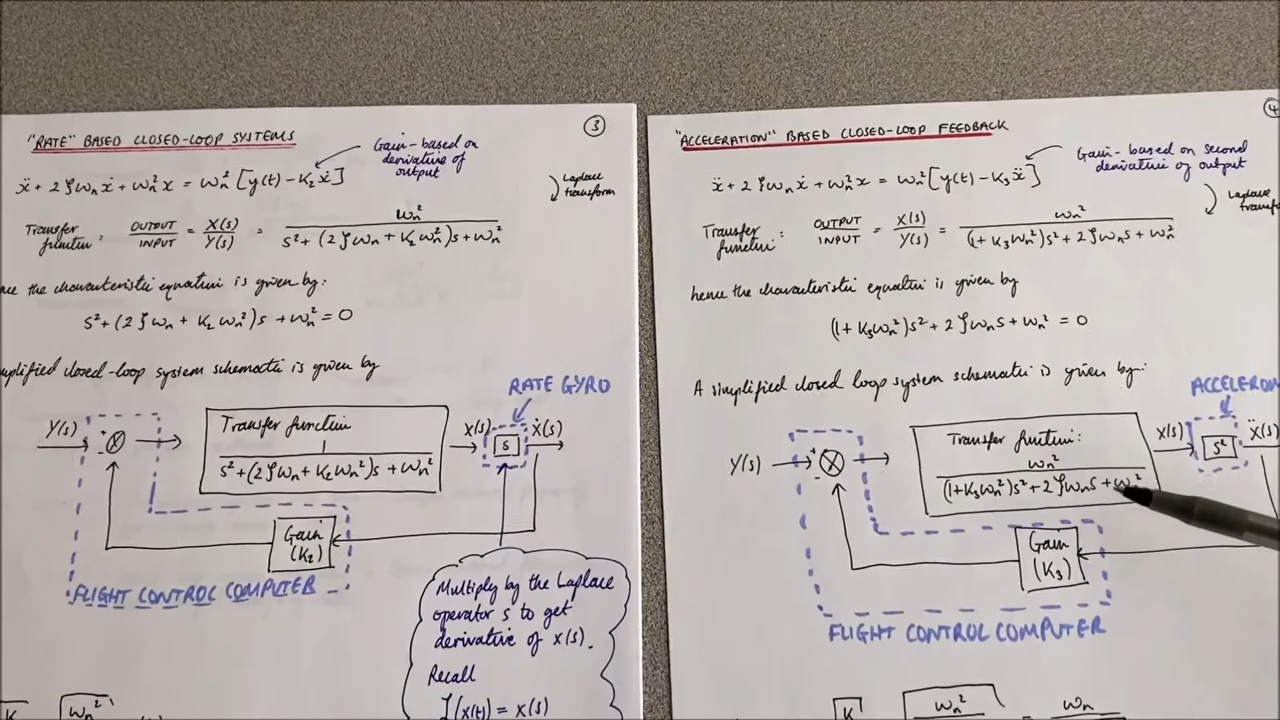 "RATE" BASED CLOSED-LOOP SYSTEMS
③
Gain - based on
derivative of
output
ẍ + 2ζωₙẋ + ωₙ²x = ωₙ²[y(t) - K₂ẋ]
Laplace
transform
Transfer
function: OUTPUT/INPUT = X(s)/Y(s) = ωₙ²/(s² + (2ζωₙ + K₂ωₙ²)s + ωₙ²)
the characteristic equation is given by:
s² + (2ζωₙ + K₂ωₙ²)s + ωₙ² = 0
closed-loop system schematic is given by
RATE GYRO
Y(s)
+
-
Transfer function
1/(s² + (2ζωₙ + K₂ωₙ²)s + ωₙ²)
X(s)
s
Ẋ(s)
Gain
(K₂)
FLIGHT CONTROL COMPUTER
Multiply by the Laplace
operator s to get
derivative of x(s).
Recall
ℒ(x(t)) = x(s)
K
ωₙ²
"ACCELERATION" BASED CLOSED-LOOP FEEDBACK
4
Gain - based on second
derivative of output
ẍ + 2ζωₙẋ + ωₙ²x = ωₙ²[y(t) - K₃ẍ]
Laplace
Transfer
function: OUTPUT/INPUT = X(s)/Y(s) = ωₙ²/((1 + K₃ωₙ²)s² + 2ζωₙs + ωₙ²)
hence the characteristic equation is given by
(1 + K₃ωₙ²)s² + 2ζωₙs + ωₙ² = 0
A simplified closed loop system schematic is given by:
Y(s)
+
-
Transfer function:
ωₙ²/((1+K₃ωₙ²)s² + 2ζωₙs + ωₙ²)
X(s)
s²
Ẍ(s)
Gain
(K₃)
FLIGHT CONTROL COMPUTER
K
ωₙ²
=
ωₙ